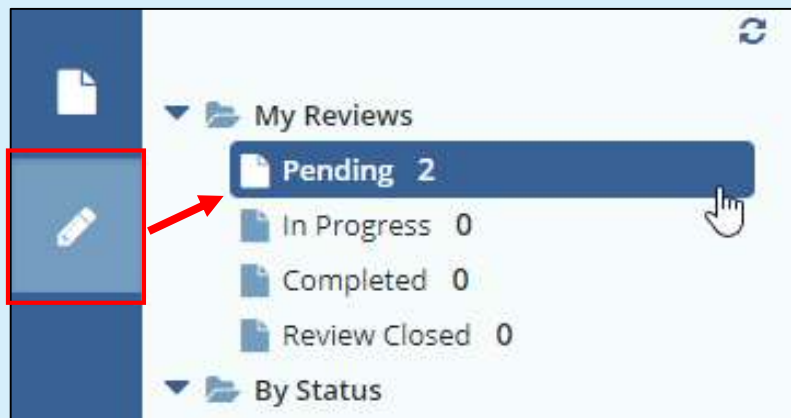 My Reviews
Pending 2
In Progress 0
Completed 0
Review Closed 0
By Status